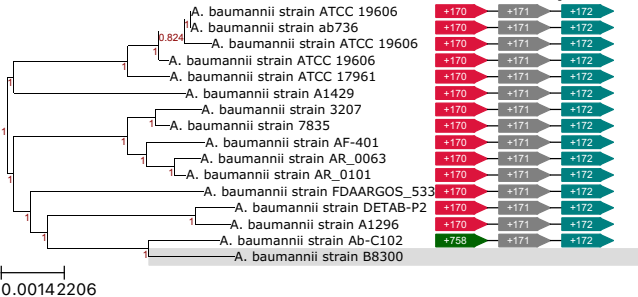 A. baumannii strain ATCC 19606 +170 +171 +172
A. baumannii strain ab736 +170 +171 +172
0.824 A. baumannii strain ATCC 19606 +170 +171 +172
A. baumannii strain ATCC 19606 +170 +171 +172
A. baumannii strain ATCC 17961 +170 +171 +172
A. baumannii strain A1429 +170 +171 +172
A. baumannii strain 3207 +170 +171 +172
A. baumannii strain 7835 +170 +171 +172
A. baumannii strain AF-401 +170 +171 +172
A. baumannii strain AR_0063 +170 +171 +172
A. baumannii strain AR_0101 +170 +171 +172
A. baumannii strain FDAARGOS_533 +170 +171 +172
A. baumannii strain DETAB-P2 +170 +171 +172
A. baumannii strain A1296 +170 +171 +172
A. baumannii strain Ab-C102 +758 +171 +172
A. baumannii strain B8300
1
1
1
1
1
1
1
1
1
1
1
1
1
0.00142206